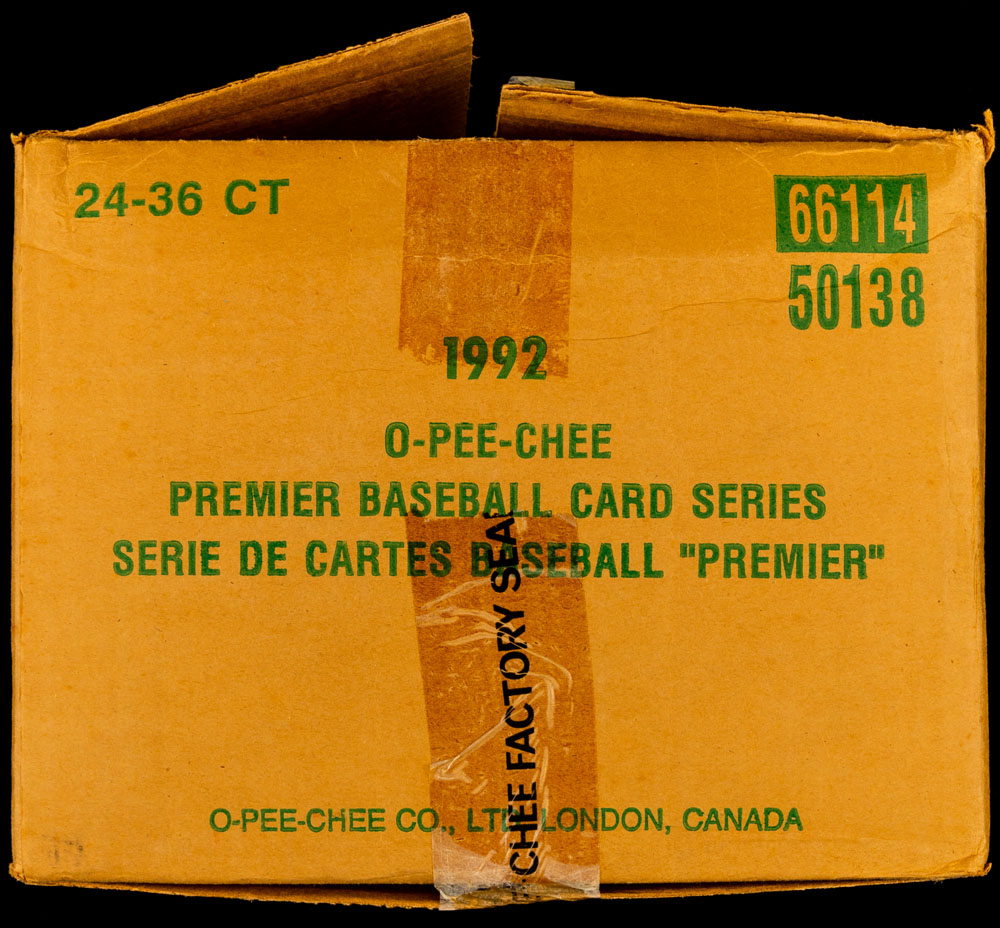 24-36 CT
66114
50138
1992
O-PEE-CHEE
PREMIER BASEBALL CARD SERIES
SERIE DE CARTES BASEBALL "PREMIER"
CHEE FACTORY SEAL
O-PEE-CHEE CO., LTD. LONDON, CANADA